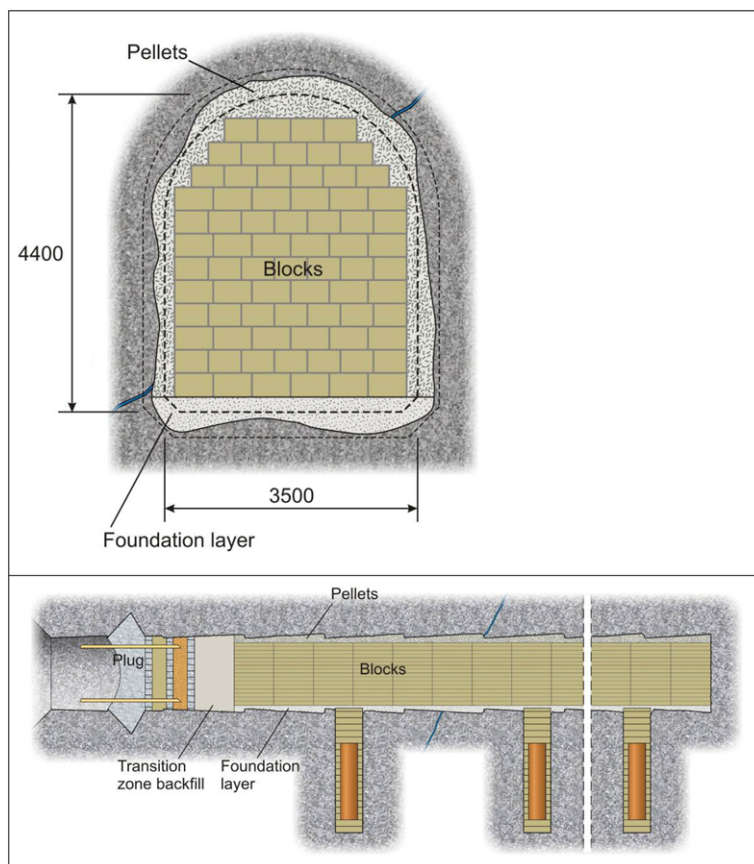 Pellets
4400
Blocks
3500
Foundation layer
Pellets
Plug
Blocks
Transition
zone backfill
Foundation
layer